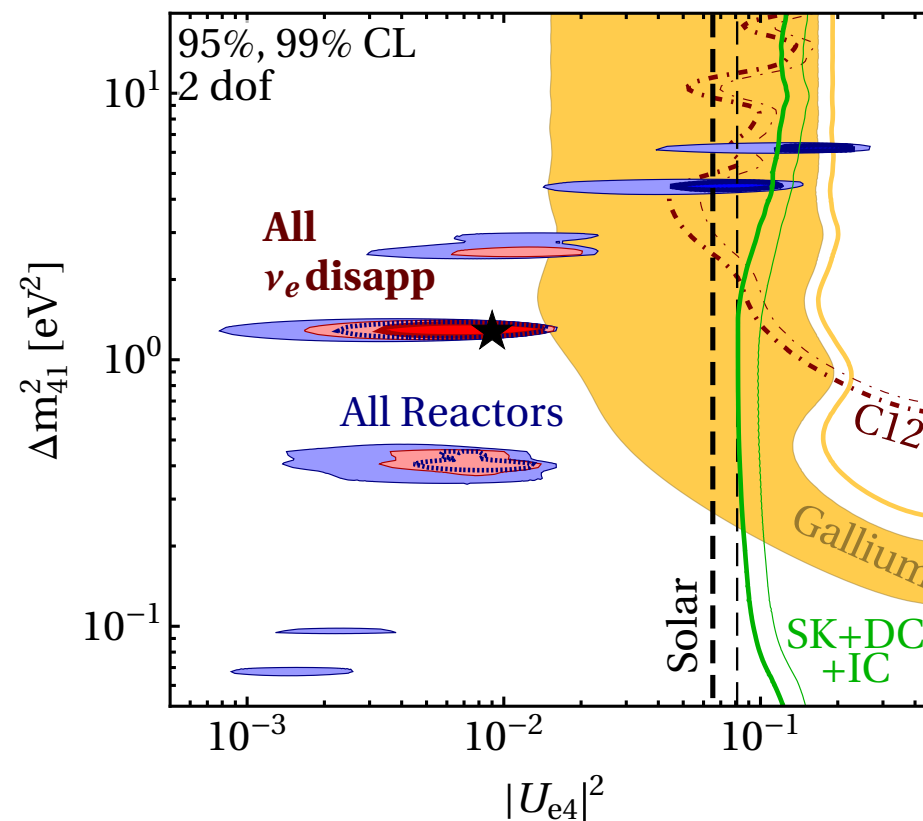 95%, 99% CL
2 dof
10¹
10⁰
10⁻¹
Δm²₄₁ [eV²]
All
νₑ disapp
All Reactors
C12
Gallium
Solar
SK+DC
+IC
10⁻³
10⁻²
10⁻¹
|Uₑ₄|²